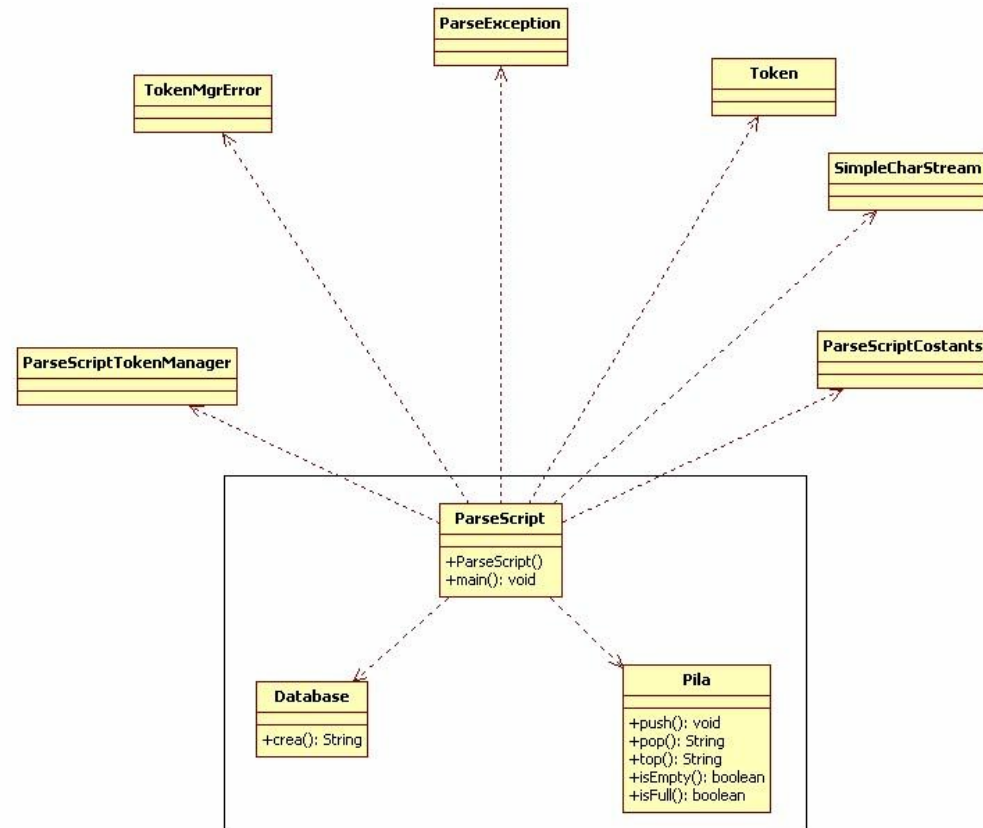 ParseException
TokenMgrError
Token
SimpleCharStream
ParseScriptTokenManager
ParseScriptCostants
ParseScript
+ParseScript()
+main(): void
Database
+crea(): String
Pila
+push(): void
+pop(): String
+top(): String
+isEmpty(): boolean
+isFull(): boolean